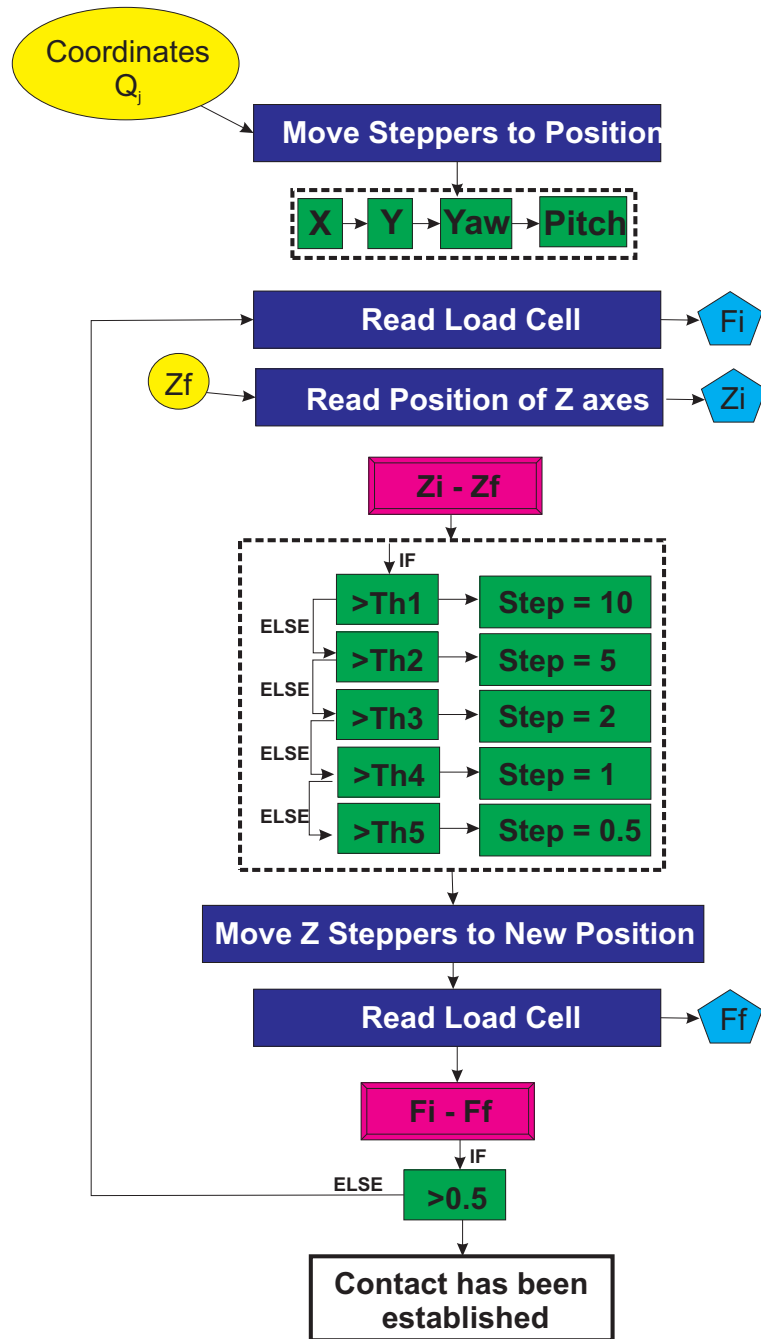 Coordinates
Qj
Move Steppers to Position
X Y Yaw Pitch
Read Load Cell Fi
Zf Read Position of Z axes Zi
Zi - Zf
IF
>Th1 Step = 10
ELSE
>Th2 Step = 5
ELSE
>Th3 Step = 2
ELSE
>Th4 Step = 1
ELSE
>Th5 Step = 0.5
Move Z Steppers to New Position
Read Load Cell Ff
Fi - Ff
IF
ELSE
>0.5
Contact has been
established